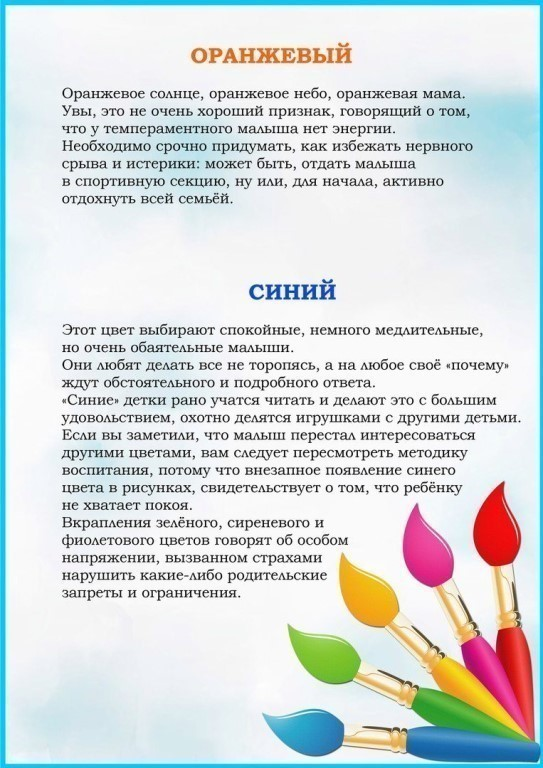 ОРАНЖЕВЫЙ
Оранжевое солнце, оранжевое небо, оранжевая мама.
Увы, это не очень хороший признак, говорящий о том,
что у темпераментного малыша нет энергии.
Необходимо срочно придумать, как избежать нервного
срыва и истерики: может быть, отдать малыша
в спортивную секцию, ну или, для начала, активно
отдохнуть всей семьёй.
СИНИЙ
Этот цвет выбирают спокойные, немного медлительные,
но очень обаятельные малыши.
Они любят делать все не торопясь, а на любое своё «почему»
ждут обстоятельного и подробного ответа.
«Синие» детки рано учатся читать и делают это с большим
удовольствием, охотно делятся игрушками с другими детьми.
Если вы заметили, что малыш перестал интересоваться
другими цветами, вам следует пересмотреть методику
воспитания, потому что внезапное появление синего
цвета в рисунках, свидетельствует о том, что ребёнку
не хватает покоя.
Вкрапления зелёного, сиреневого и
фиолетового цветов говорят об особом
напряжении, вызванном страхами
нарушить какие-либо родительские
запреты и ограничения.